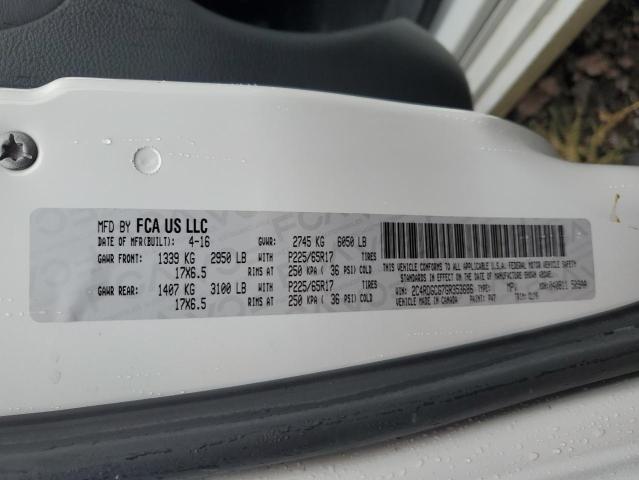 MFD BY FCA US LLC
DATE OF MFR(BUILT): 4-16 GVWR: 2745 KG 6050 LB
GAWR FRONT: 1339 KG 2950 LB P225/65R17 TIRES
17X6.5 RIMS AT 250 KPA ( 36 PSI) COLD
GAWR REAR: 1407 KG 3100 LB P225/65R17 TIRES
17X6.5 RIMS AT 250 KPA ( 36 PSI) COLD
THIS VEHICLE CONFORMS TO ALL APPLICABLE U.S.A. FEDERAL MOTOR VEHICLE SAFETY
STANDARDS IN EFFECT ON THE DATE OF MANUFACTURE SHOWN ABOVE.
VIN: 2C4RDGCG7GR353686 TYPE: MPV
VEHICLE MADE IN CANADA PAINT: PW7